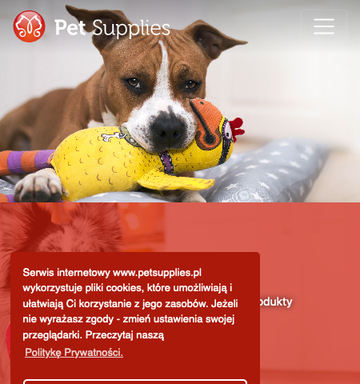 Pet Supplies
odukty
Serwis internetowy www.petsupplies.pl
wykorzystuje pliki cookies, które umożliwiają i
ułatwiają Ci korzystanie z jego zasobów. Jeżeli
nie wyrażasz zgody - zmień ustawienia swojej
przeglądarki. Przeczytaj naszą
Politykę Prywatności.